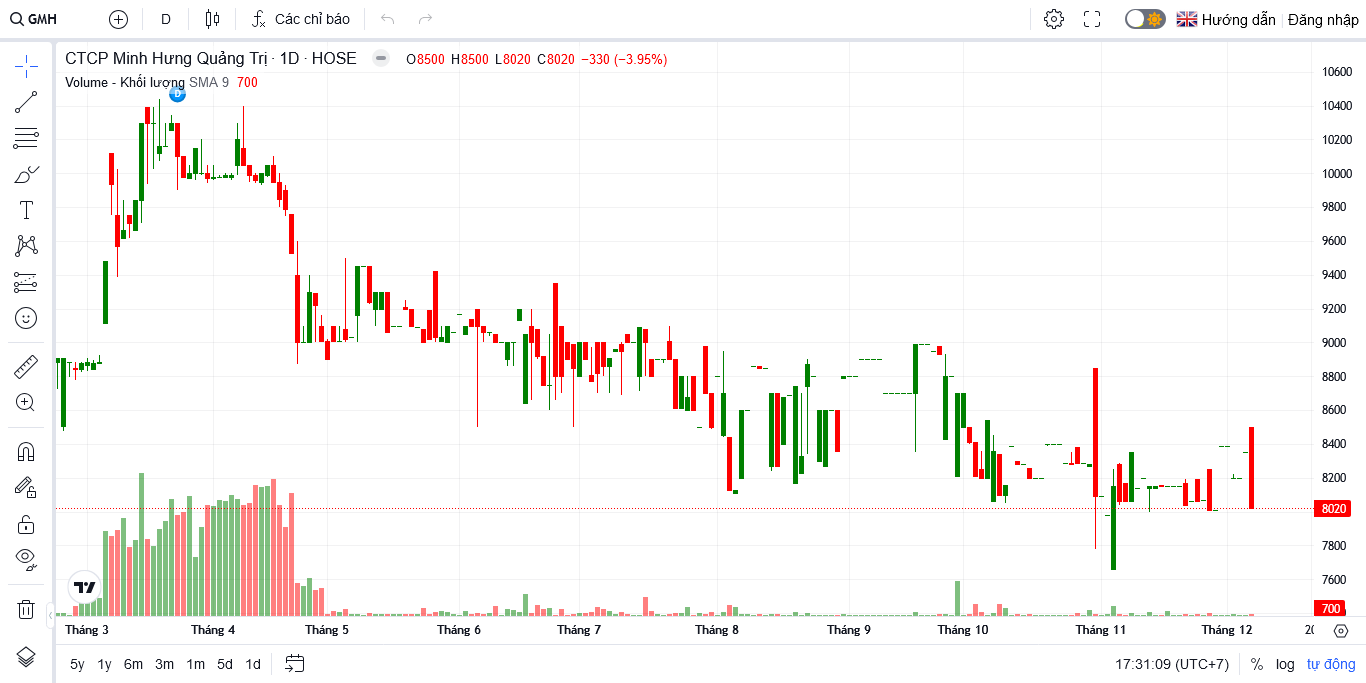 GMH D Các chỉ báo Hướng dẫn Đăng nhập
CTCP Minh Hưng Quảng Trị · 1D · HOSE O8500 H8500 L8020 C8020 −330 (−3.95%)
Volume - Khối lượng SMA 9 700
D
10600
10400
10200
10000
9800
9600
9400
9200
9000
8800
8600
8400
8200
8020
7800
7600
700
Tháng 3 Tháng 4 Tháng 5 Tháng 6 Tháng 7 Tháng 8 Tháng 9 Tháng 10 Tháng 11 Tháng 12
5y 1y 6m 3m 1m 5d 1d 17:31:09 (UTC+7) % log tự động